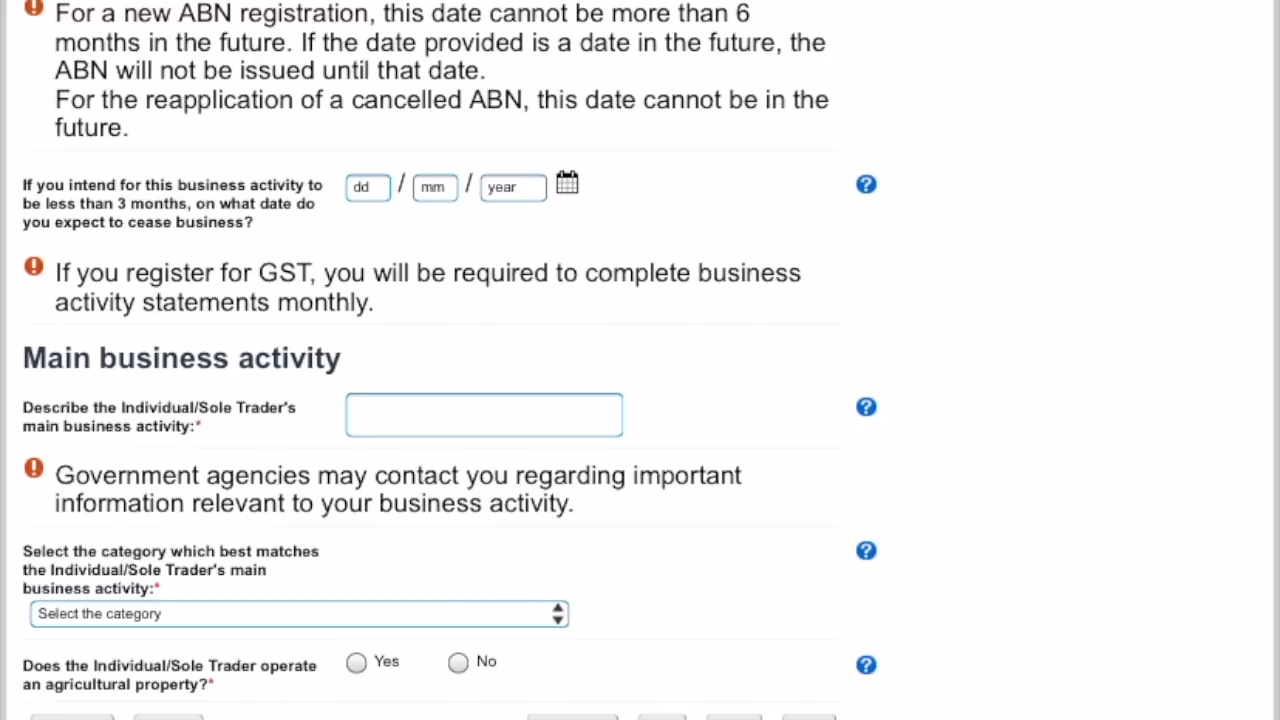 For a new ABN registration, this date cannot be more than 6
months in the future. If the date provided is a date in the future, the
ABN will not be issued until that date.
For the reapplication of a cancelled ABN, this date cannot be in the
future.
If you intend for this business activity to
be less than 3 months, on what date do
you expect to cease business?
dd / mm / year
If you register for GST, you will be required to complete business
activity statements monthly.
Main business activity
Describe the Individual/Sole Trader's
main business activity:*
Government agencies may contact you regarding important
information relevant to your business activity.
Select the category which best matches
the Individual/Sole Trader's main
business activity:*
Select the category
Does the Individual/Sole Trader operate
an agricultural property?*
Yes No